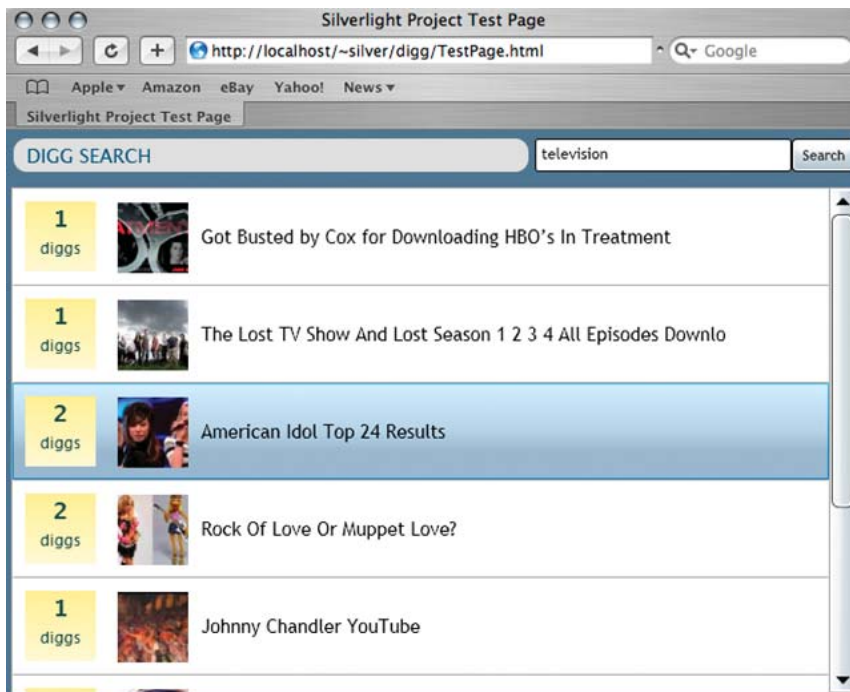 Silverlight Project Test Page
http://localhost/~silver/digg/TestPage.html
Google
Apple Amazon eBay Yahoo! News
Silverlight Project Test Page
DIGG SEARCH television Search
1
diggs
Got Busted by Cox for Downloading HBO's In Treatment
1
diggs
The Lost TV Show And Lost Season 1 2 3 4 All Episodes Downlo
2
diggs
American Idol Top 24 Results
2
diggs
Rock Of Love Or Muppet Love?
1
diggs
Johnny Chandler YouTube